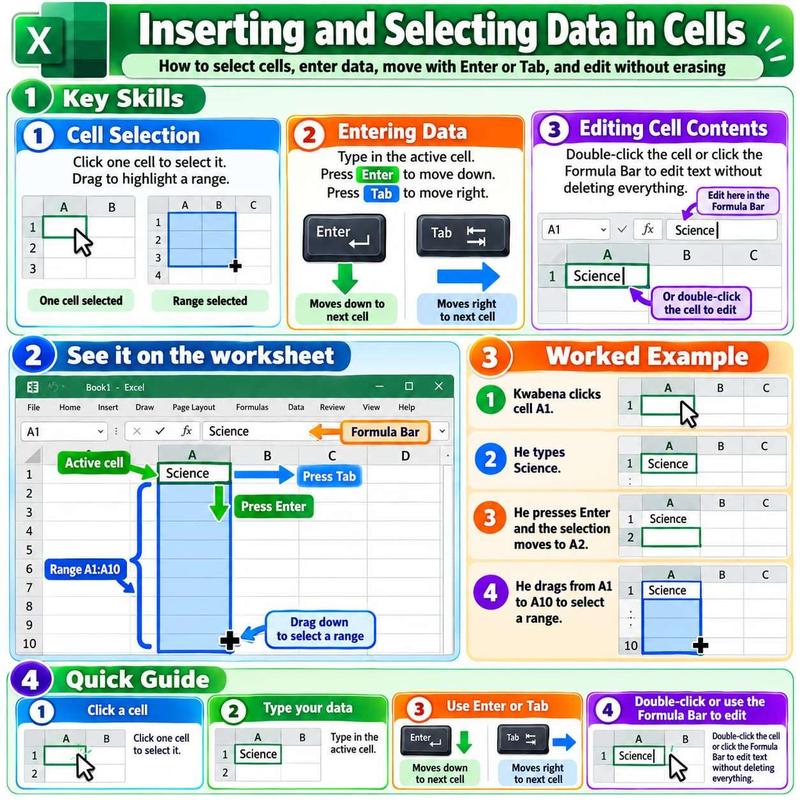 X
Inserting and Selecting Data in Cells
How to select cells, enter data, move with Enter or Tab, and edit without erasing
1 Key Skills
1 Cell Selection
Click one cell to select it.
Drag to highlight a range.
A B
1
2
3
One cell selected
A B C
1
2
3
4
Range selected
2 Entering Data
Type in the active cell.
Press Enter to move down.
Press Tab to move right.
Enter
Moves down to
next cell
Tab
Moves right
to next cell
3 Editing Cell Contents
Double-click the cell or click the
Formula Bar to edit text without
deleting everything.
Edit here in the
Formula Bar
A1 fx Science
A B C
1 Science
Or double-click
the cell to edit
2 See it on the worksheet
Book1 - Excel
File Home Insert Draw Page Layout Formulas Data Review View Help
A1 fx Science Formula Bar
A B C D
Active cell
1 Science
Press Tab
2
Press Enter
3
4
5
6
Range A1:A10
7
8
9
Drag down
to select a range
10
3 Worked Example
1 Kwabena clicks
cell A1.
A B C
1
2 He types
Science.
A B C
1 Science
:
3 He presses Enter
and the selection
moves to A2.
A B C
1 Science
2
4 He drags from A1
to A10 to select
a range.
A B C
1 Science
:
10
4 Quick Guide
1 Click a cell
A B
1
2
Click one cell
to select it.
2 Type your data
A B
1 Science
2
Type in the
active cell.
3 Use Enter or Tab
Enter
Moves down
to next cell
Tab
Moves right
to next cell
4 Double-click or use the
Formula Bar to edit
A B
1 Science
2
Double-click the cell
or click the Formula
Bar to edit text
without deleting
everything.